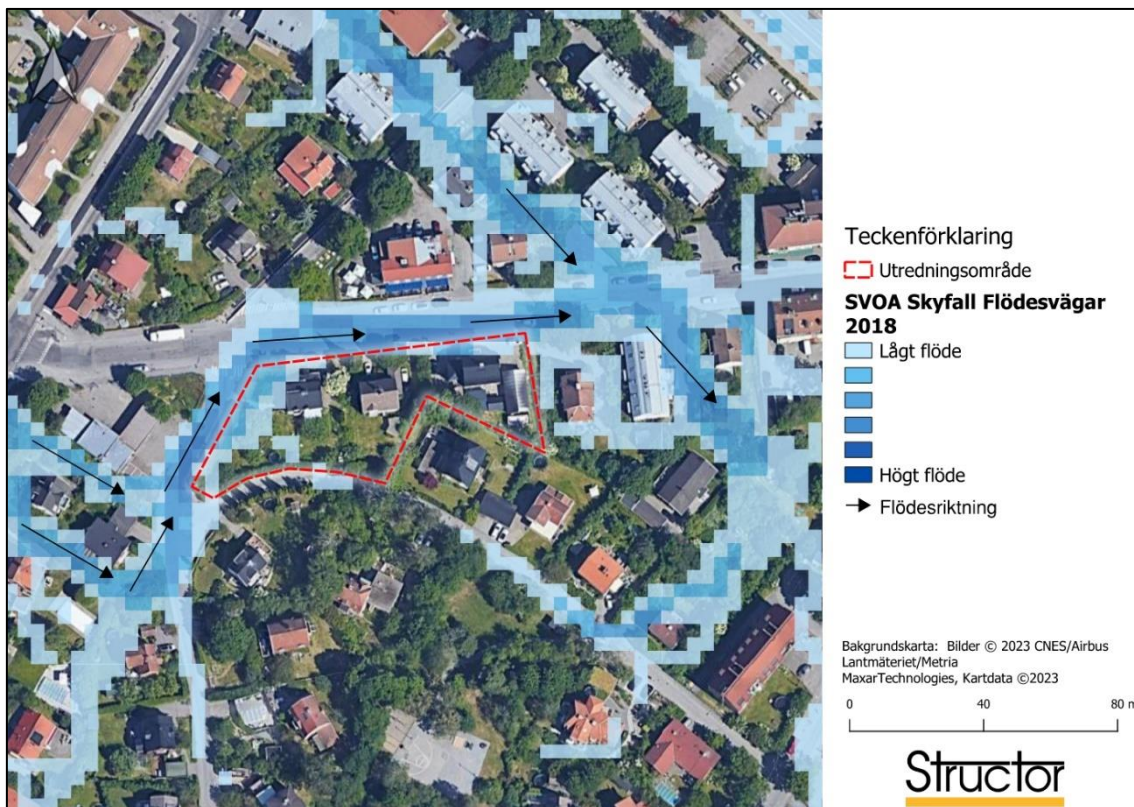 Teckenförklaring
Utredningsområde
SVOA Skyfall Flödesvägar
2018
Lågt flöde
Högt flöde
Flödesriktning
Bakgrundskarta: Bilder © 2023 CNES/Airbus
Lantmäteriet/Metria
MaxarTechnologies, Kartdata ©2023
0 40 80 m
Structor